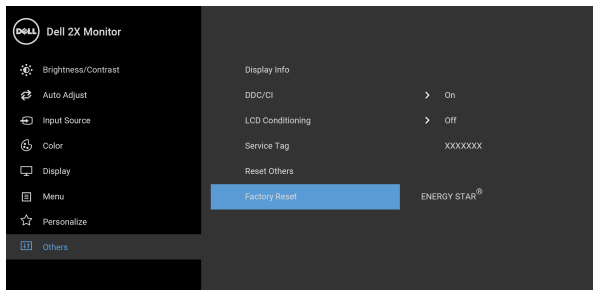 DELL Dell 2X Monitor
Brightness/Contrast
Auto Adjust
Input Source
Color
Display
Menu
Personalize
Others
Display Info
DDC/CI > On
LCD Conditioning > Off
Service Tag XXXXXXX
Reset Others
Factory Reset ENERGY STAR®